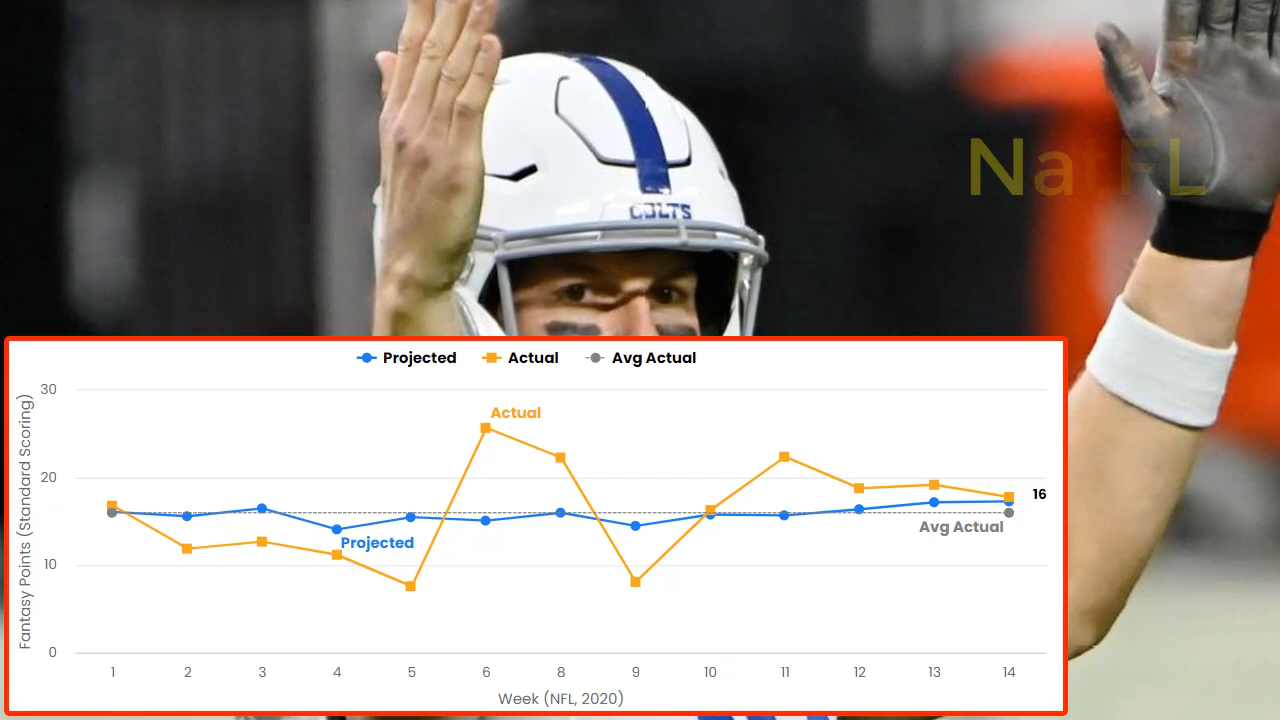 COLTS
NatFL
Projected Actual Avg Actual
Fantasy Points (Standard Scoring)
30
Actual
20
16
Avg Actual
Projected
10
0
1 2 3 4 5 6 8 9 10 11 12 13 14
Week (NFL, 2020)